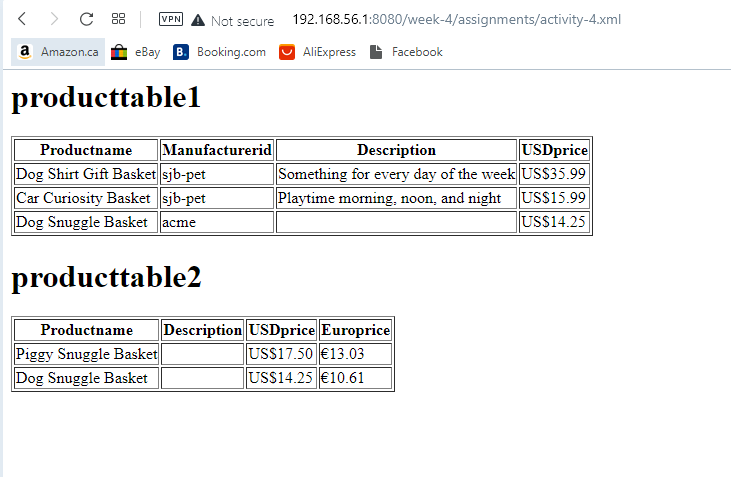 VPN Not secure 192.168.56.1:8080/week-4/assignments/activity-4.xml
a Amazon.ca eBay B. Booking.com AliExpress Facebook
producttable1
Productname Manufacturerid Description USDprice
Dog Shirt Gift Basket sjb-pet Something for every day of the week US$35.99
Car Curiosity Basket sjb-pet Playtime morning, noon, and night US$15.99
Dog Snuggle Basket acme US$14.25
producttable2
Productname Description USDprice Europrice
Piggy Snuggle Basket US$17.50 €13.03
Dog Snuggle Basket US$14.25 €10.61